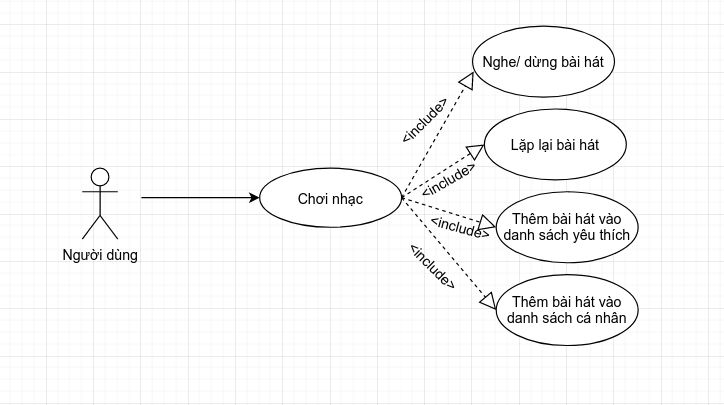 Nghe/ dừng bài hát
<include>
Lặp lại bài hát
<include>
Chơi nhạc
Thêm bài hát vào
danh sách yêu thích
<include>
Người dùng
<include>
Thêm bài hát vào
danh sách cá nhân